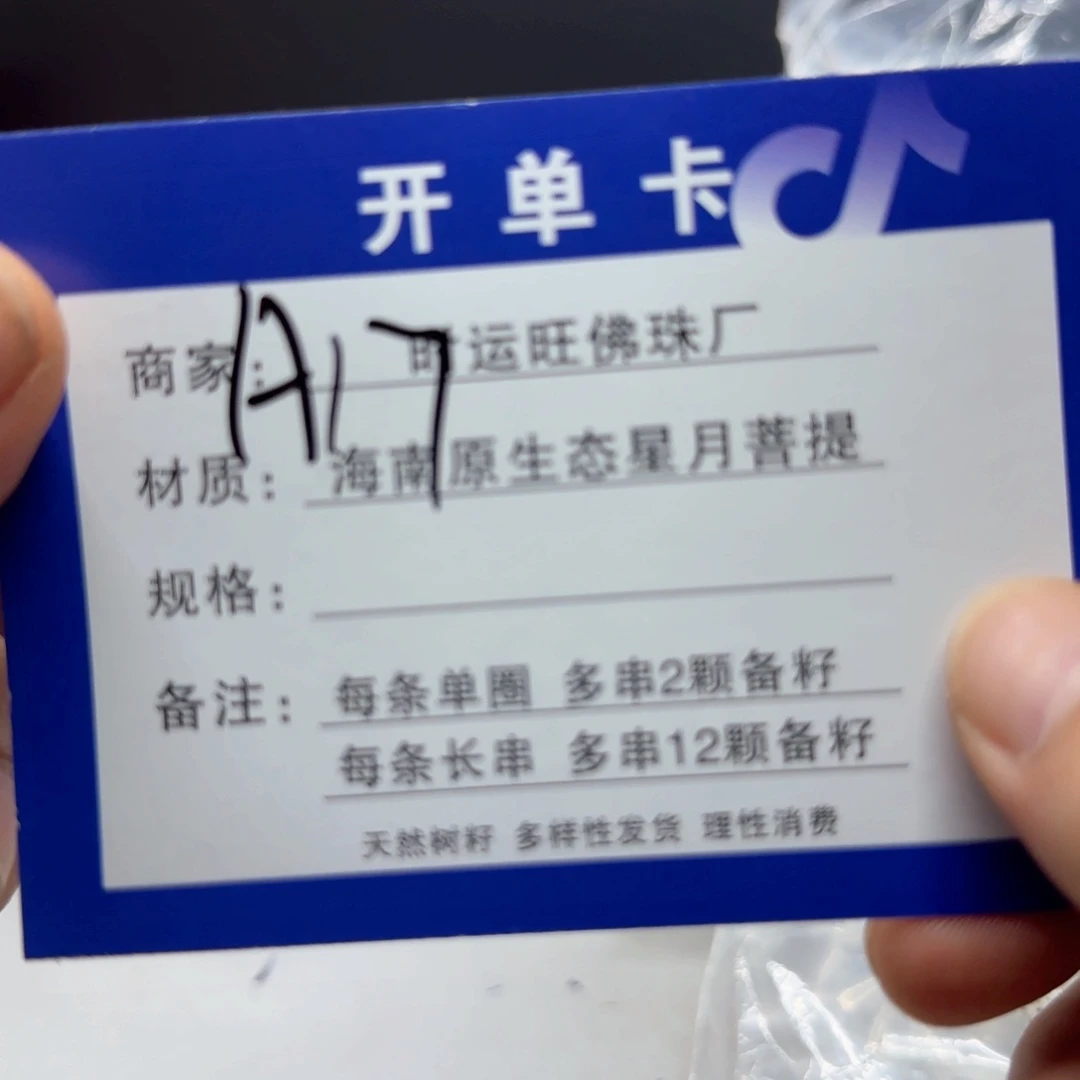 开单卡
A17
商家：时运旺佛珠厂
材质：海南原生态星月菩提
规格：
备注：每条单圈 多串2颗备籽
每条长串 多串12颗备籽
天然树籽 多样性发货 理性消费